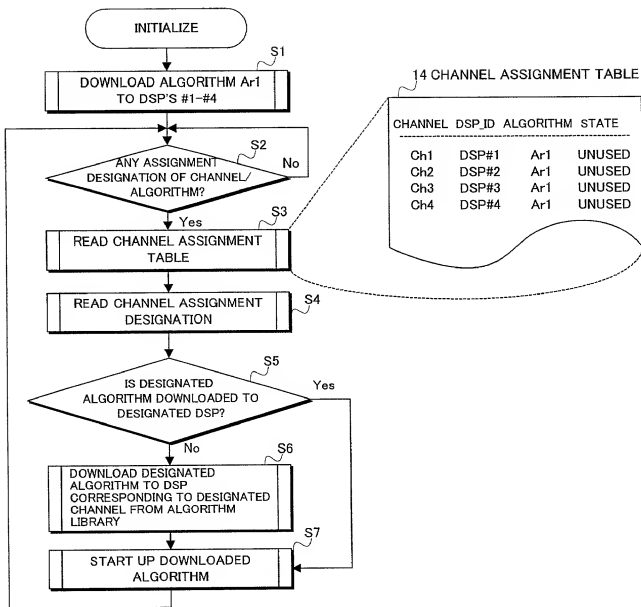 INITIALIZE
S1
DOWNLOAD ALGORITHM Ar1
TO DSP'S #1-#4
S2
ANY ASSIGNMENT
DESIGNATION OF CHANNEL/
ALGORITHM?
No
Yes
S3
READ CHANNEL ASSIGNMENT
TABLE
S4
READ CHANNEL ASSIGNMENT
DESIGNATION
S5
IS DESIGNATED
ALGORITHM DOWNLOADED TO
DESIGNATED DSP?
Yes
No
S6
DOWNLOAD DESIGNATED
ALGORITHM TO DSP
CORRESPONDING TO DESIGNATED
CHANNEL FROM ALGORITHM
LIBRARY
S7
START UP DOWNLOADED
ALGORITHM
14 CHANNEL ASSIGNMENT TABLE
CHANNEL DSP_ID ALGORITHM STATE
Ch1 DSP#1 Ar1 UNUSED
Ch2 DSP#2 Ar1 UNUSED
Ch3 DSP#3 Ar1 UNUSED
Ch4 DSP#4 Ar1 UNUSED